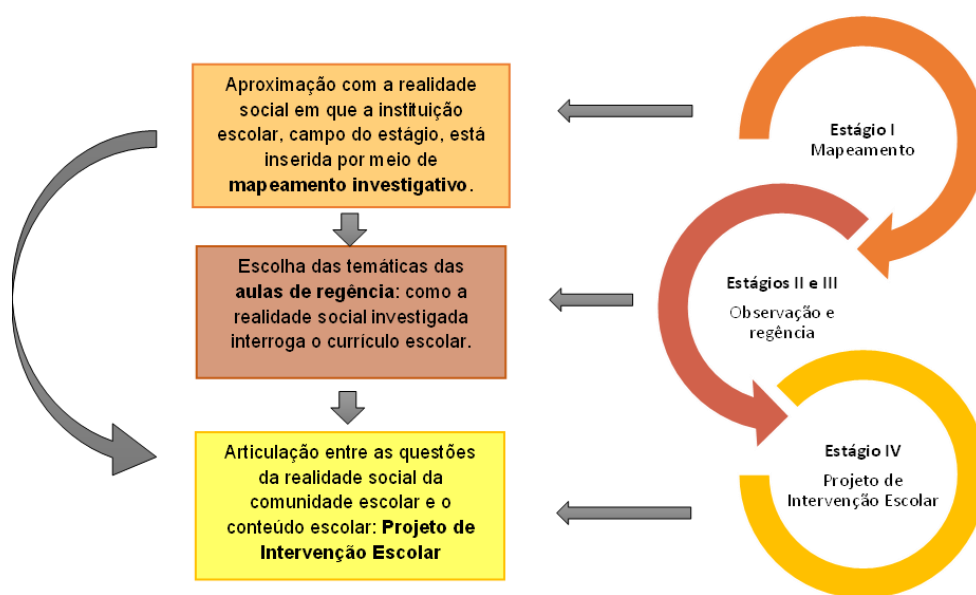 Aproximação com a realidade
social em que a instituição
escolar, campo do estágio, está
inserida por meio de
mapeamento investigativo.
Estágio I
Mapeamento
Escolha das temáticas das
aulas de regência: como a
realidade social investigada
interroga o currículo escolar.
Estágios II e III
Observação e
regência
Articulação entre as questões
da realidade social da
comunidade escolar e o
conteúdo escolar: Projeto de
Intervenção Escolar
Estágio IV
Projeto de
Intervenção Escolar